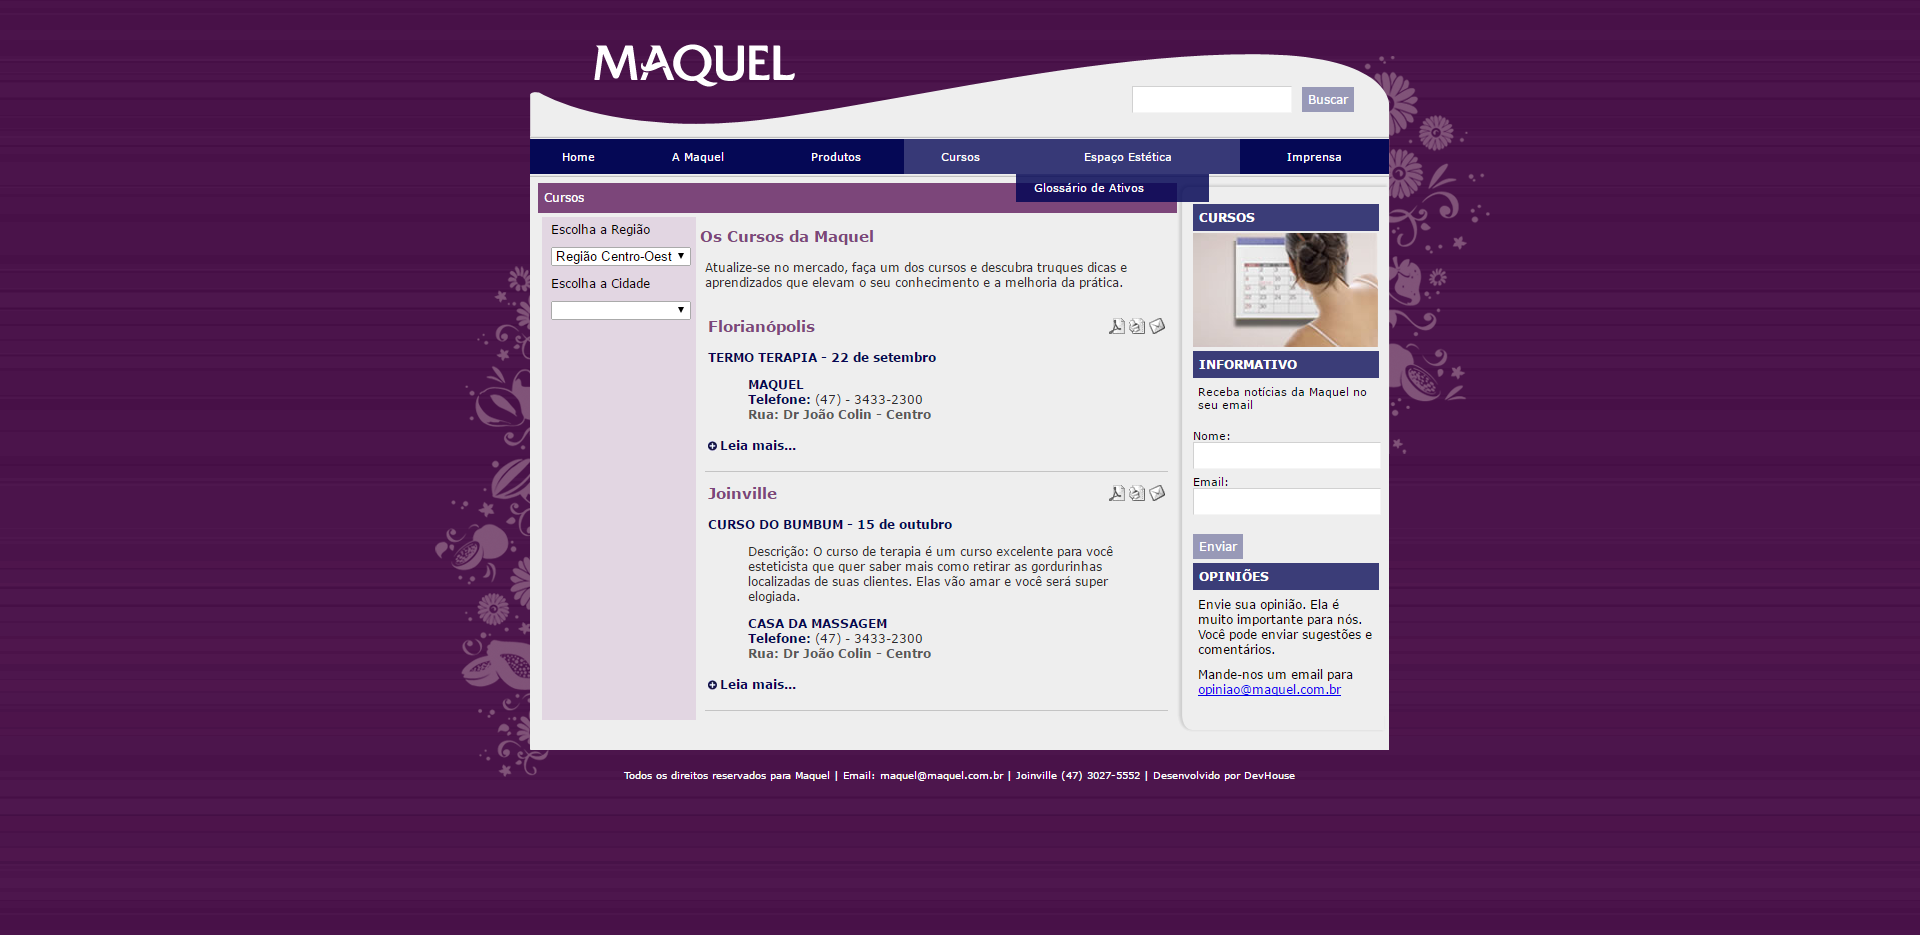 MAQUEL
Buscar
Home
A Maquel
Produtos
Cursos
Espaço Estética
Imprensa
Glossário de Ativos
Cursos
Escolha a Região
Região Centro-Oest
Escolha a Cidade
Os Cursos da Maquel
Atualize-se no mercado, faça um dos cursos e descubra truques dicas e
aprendizados que elevam o seu conhecimento e a melhoria da prática.
Florianópolis
TERMO TERAPIA - 22 de setembro
MAQUEL
Telefone: (47) - 3433-2300
Rua: Dr João Colin - Centro
Leia mais...
Joinville
CURSO DO BUMBUM - 15 de outubro
Descrição: O curso de terapia é um curso excelente para você
esteticista que quer saber mais como retirar as gordurinhas
localizadas de suas clientes. Elas vão amar e você será super
elogiada.
CASA DA MASSAGEM
Telefone: (47) - 3433-2300
Rua: Dr João Colin - Centro
Leia mais...
CURSOS
INFORMATIVO
Receba notícias da Maquel no
seu email
Nome:
Email:
Enviar
OPINIÕES
Envie sua opinião. Ela é
muito importante para nós.
Você pode enviar sugestões e
comentários.
Mande-nos um email para
opiniao@maquel.com.br
Todos os direitos reservados para Maquel | Email: maquel@maquel.com.br | Joinville (47) 3027-5552 | Desenvolvido por DevHouse